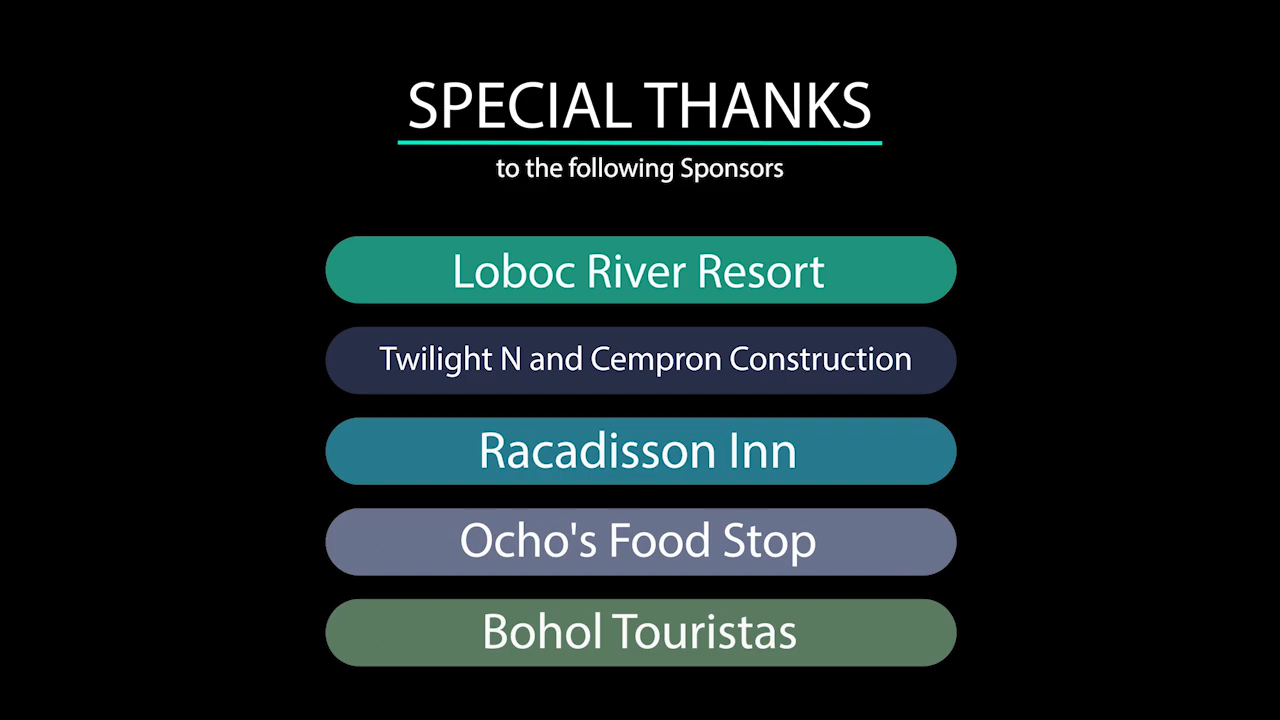 SPECIAL THANKS
to the following Sponsors
Loboc River Resort
Twilight N and Cempron Construction
Racadisson Inn
Ocho's Food Stop
Bohol Touristas